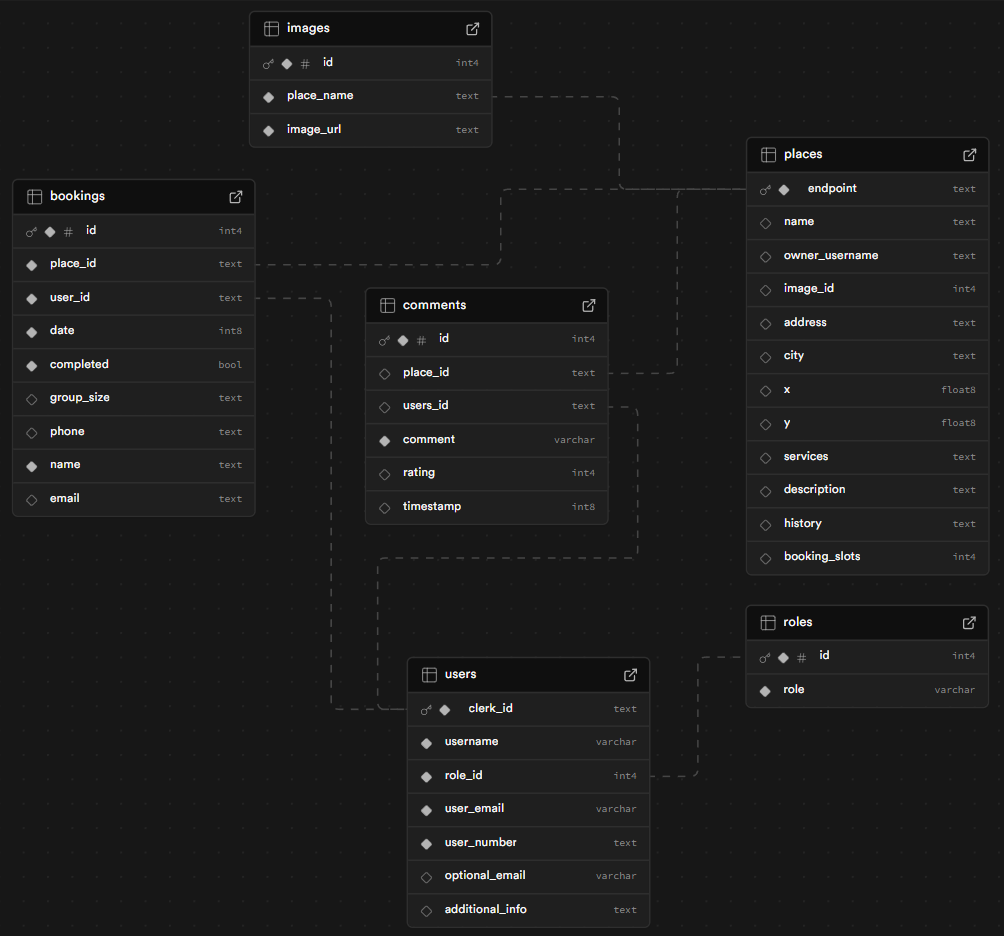 images
# id int4
place_name text
image_url text
bookings
# id int4
place_id text
user_id text
date int8
completed bool
group_size text
phone text
name text
email text
comments
# id int4
place_id text
users_id text
comment varchar
rating int4
timestamp int8
places
endpoint text
name text
owner_username text
image_id int4
address text
city text
x float8
y float8
services text
description text
history text
booking_slots int4
roles
# id int4
role varchar
users
clerk_id text
username varchar
role_id int4
user_email varchar
user_number text
optional_email varchar
additional_info text